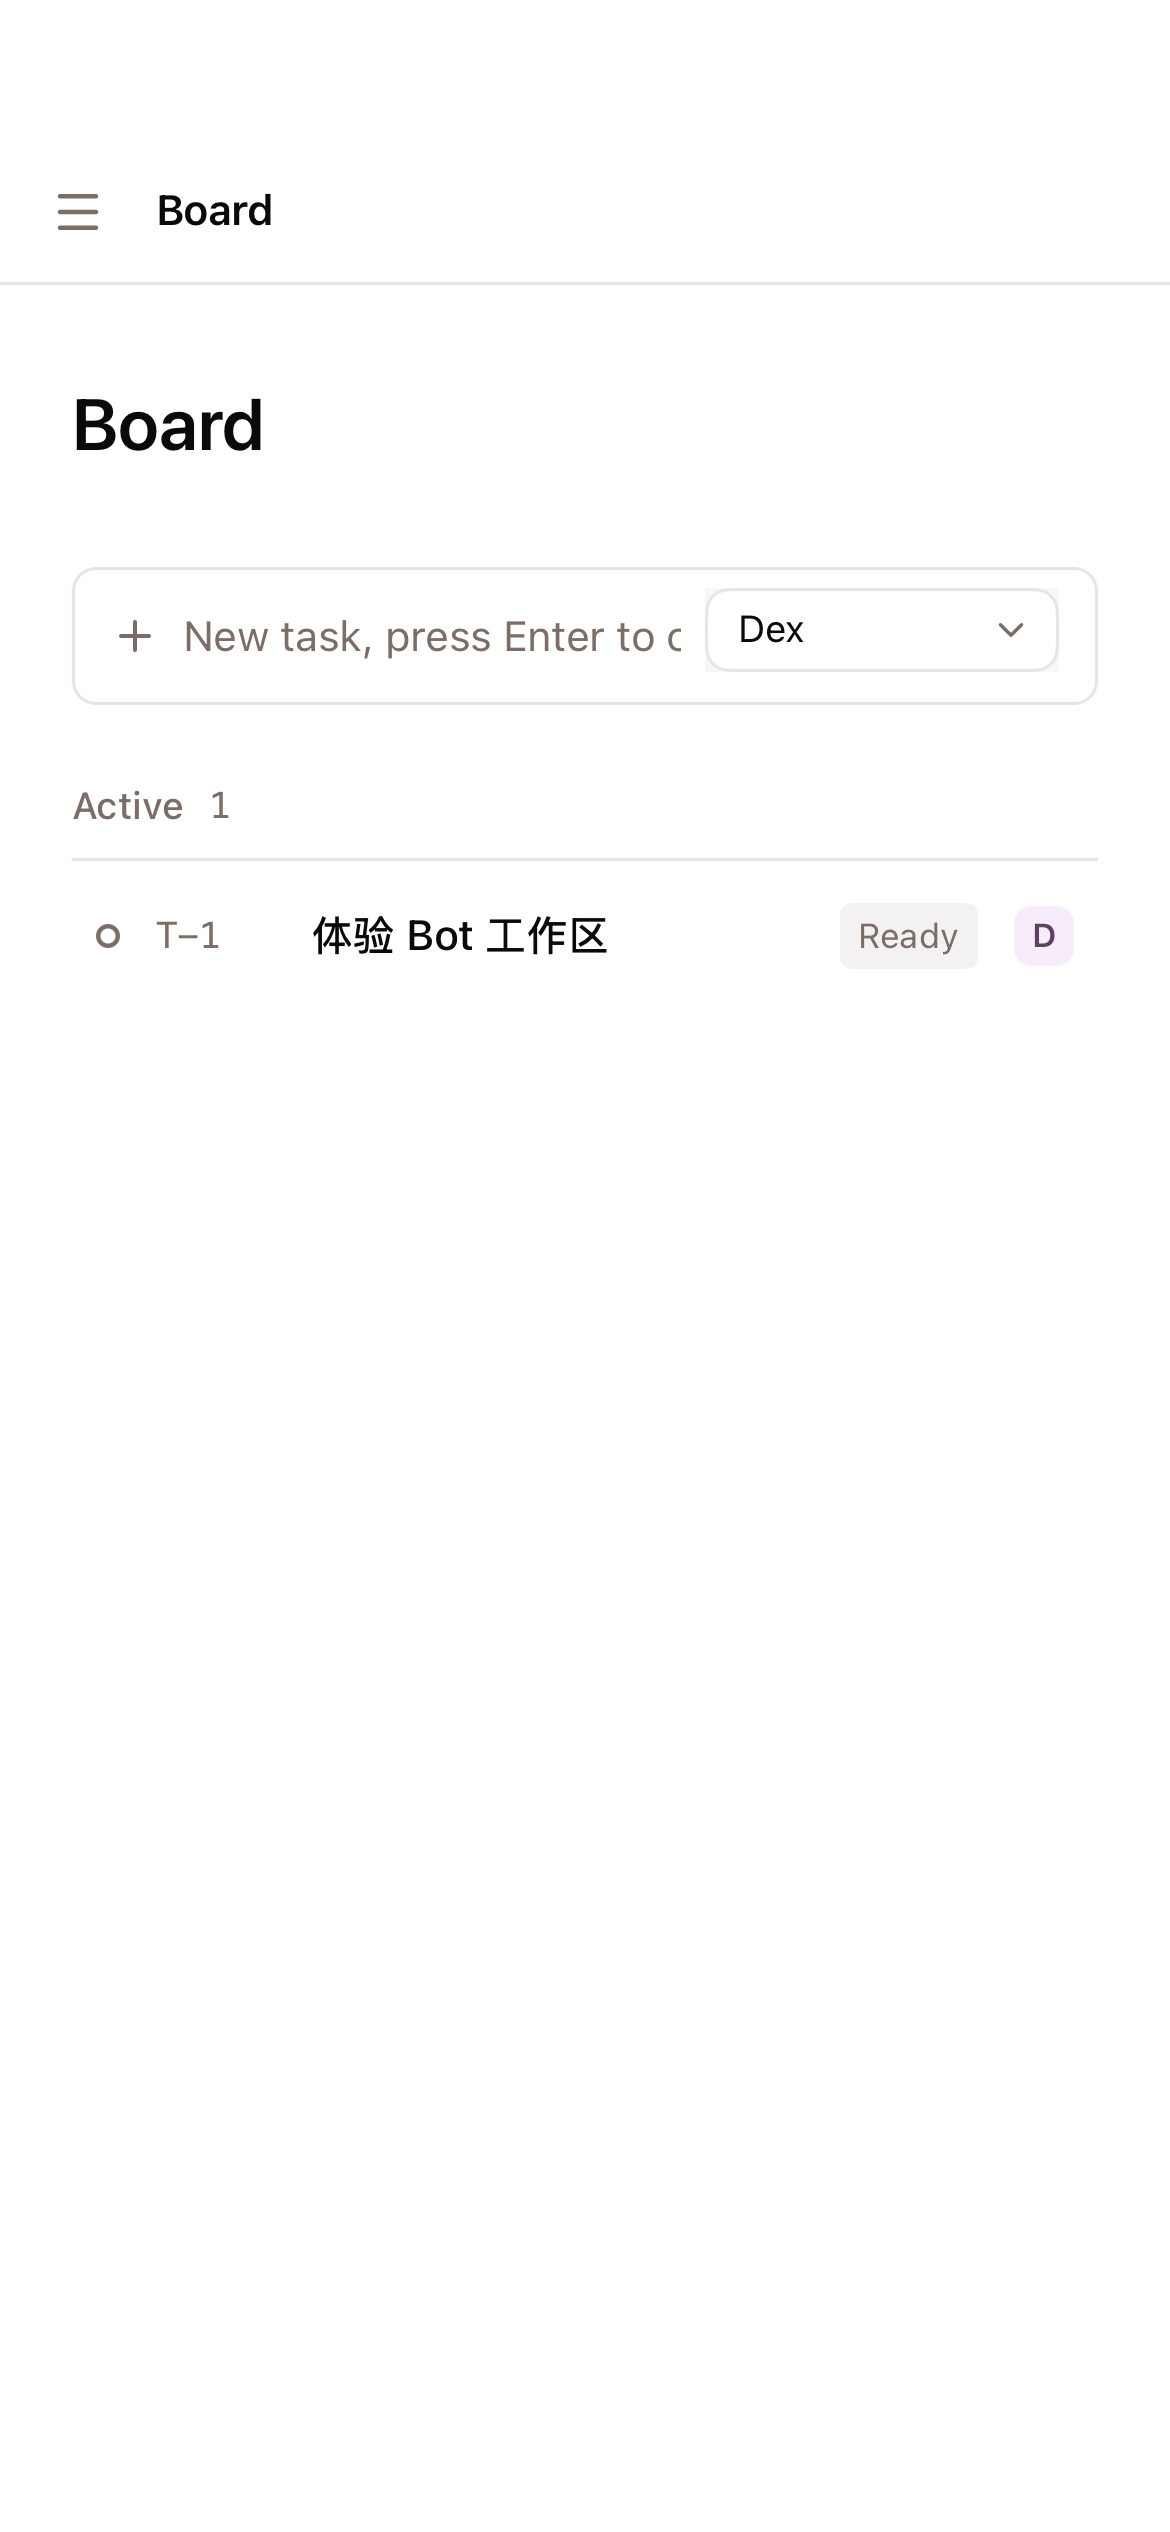 Board
Board
New task, press Enter to c
Dex
Active 1
T-1 体验 Bot 工作区 Ready D